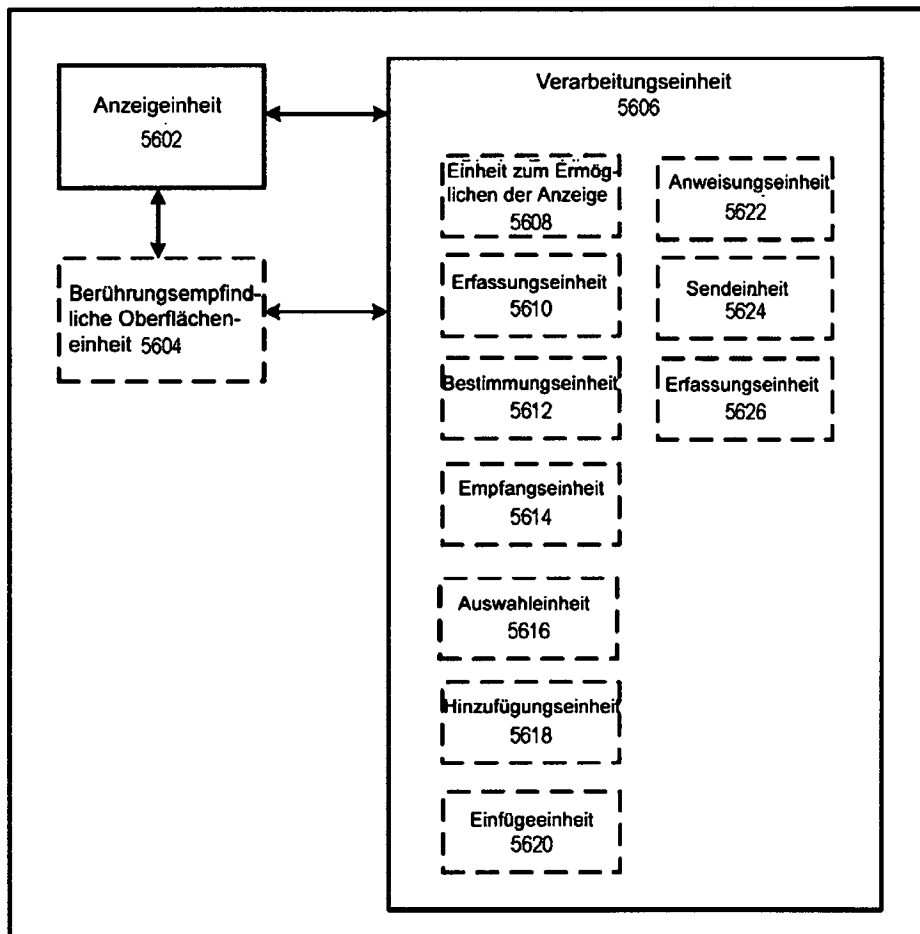 Anzeigeinheit
5602
Berührungsempfind-
liche Oberflächen-
einheit 5604
Verarbeitungseinheit
5606
Einheit zum Ermög-
lichen der Anzeige
5608
Erfassungseinheit
5610
Bestimmungseinheit
5612
Empfangseinheit
5614
Auswahleinheit
5616
Hinzufügungseinheit
5618
Einfügeeinheit
5620
Anweisungseinheit
5622
Sendeinheit
5624
Erfassungseinheit
5626